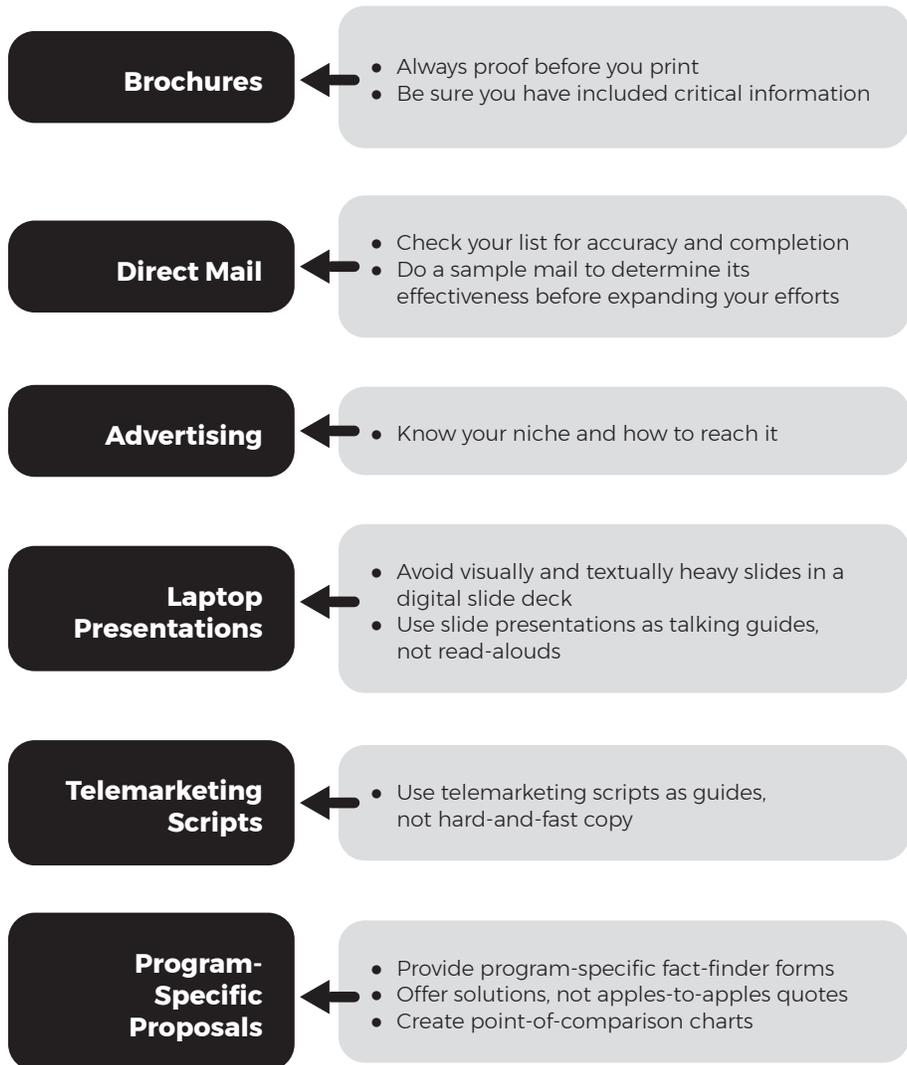 Brochures
● Always proof before you print
● Be sure you have included critical information
Direct Mail
● Check your list for accuracy and completion
● Do a sample mail to determine its
effectiveness before expanding your efforts
Advertising
● Know your niche and how to reach it
Laptop
Presentations
● Avoid visually and textually heavy slides in a
digital slide deck
● Use slide presentations as talking guides,
not read-alouds
Telemarketing
Scripts
● Use telemarketing scripts as guides,
not hard-and-fast copy
Program-
Specific
Proposals
● Provide program-specific fact-finder forms
● Offer solutions, not apples-to-apples quotes
● Create point-of-comparison charts